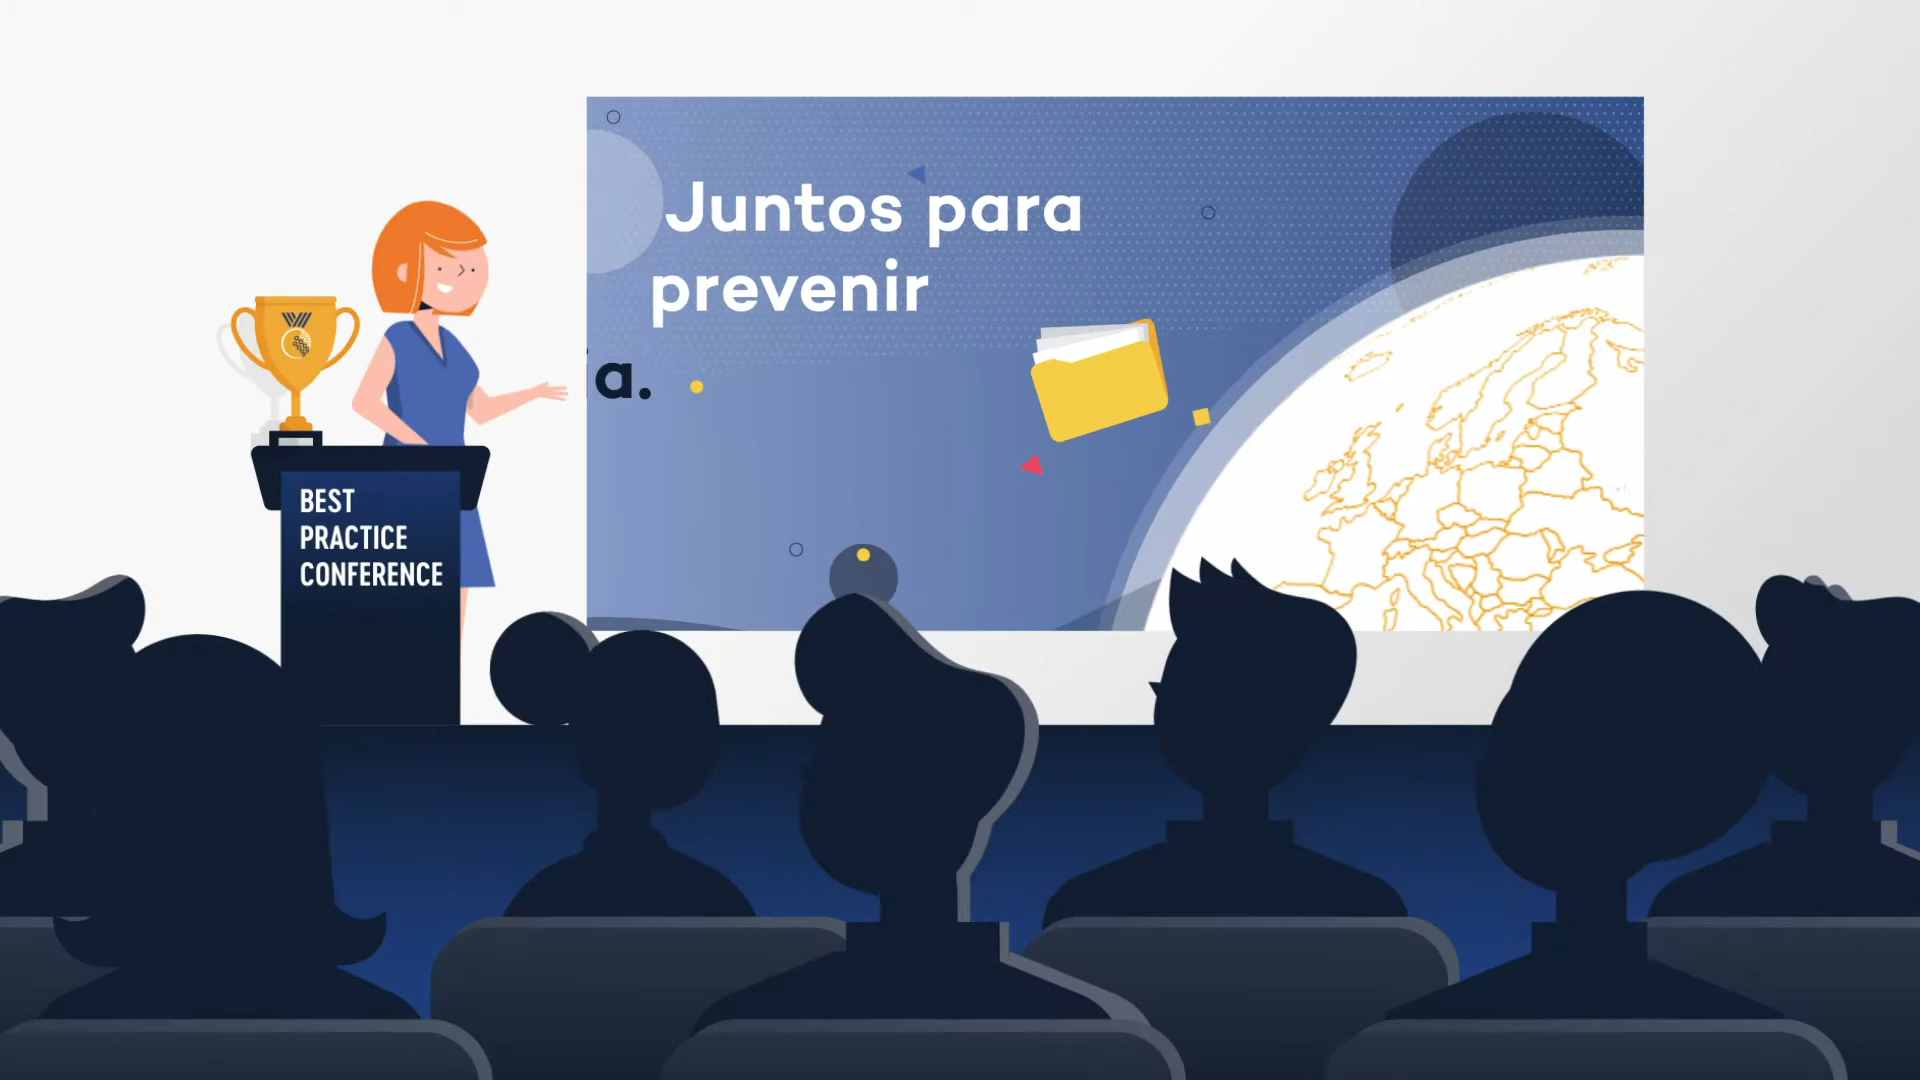 Juntos para
prevenir
a.
BEST
PRACTICE
CONFERENCE